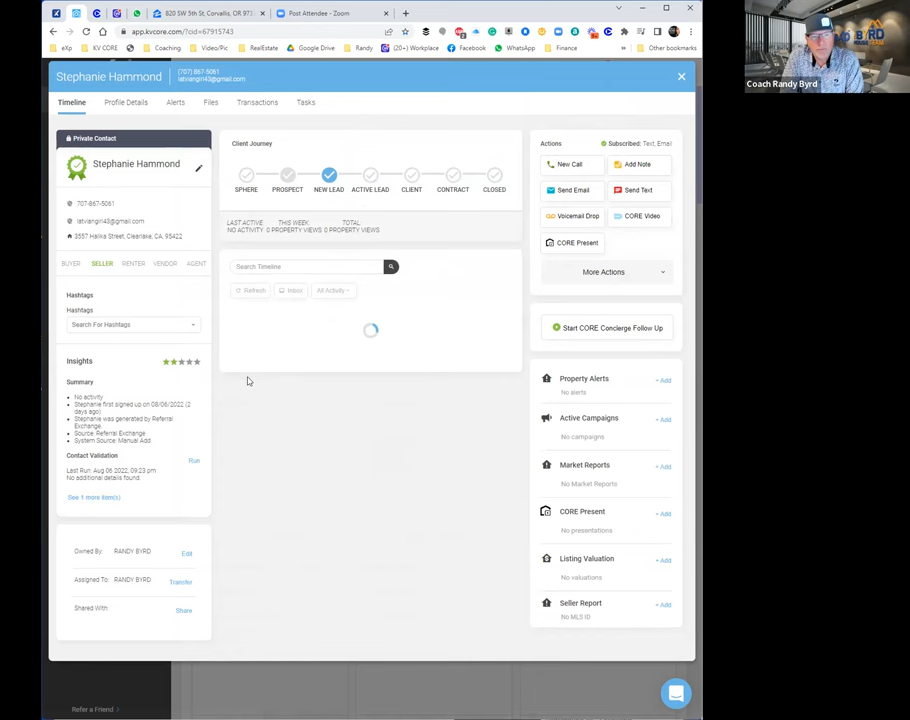 820 SW 5th St, Corvallis, OR 973
Post Attendee - Zoom
app.kvcore.com/?cid=67915743
eXp
KV CORE
Coaching
Video/Pic
RealEstate
Google Drive
Randy
(20+) Workplace
Facebook
WhatsApp
Finance
Other bookmarks
Coach Randy Byrd
Stephanie Hammond
(707) 867-5061
latviangirl43@gmail.com
Timeline
Profile Details
Alerts
Files
Transactions
Tasks
Private Contact
Stephanie Hammond
707-867-5061
latviangirl43@gmail.com
3557 Halika Street, Clearlake, CA, 95422
BUYER
SELLER
RENTER
VENDOR
AGENT
Hashtags
Hashtags
Search For Hashtags
Insights
Summary
No activity
Stephanie first signed up on 08/06/2022 (2
days ago)
Stephanie was generated by Referral
Exchange.
Source: Referral Exchange
System Source: Manual Add
Contact Validation
Run
Last Run: Aug 06 2022, 09:23 pm
No additional details found.
See 1 more item(s)
Owned By:
RANDY BYRD
Edit
Assigned To:
RANDY BYRD
Transfer
Shared With
Share
Client Journey
SPHERE
PROSPECT
NEW LEAD
ACTIVE LEAD
CLIENT
CONTRACT
CLOSED
LAST ACTIVE
THIS WEEK:
TOTAL:
NO ACTIVITY
0 PROPERTY VIEWS
0 PROPERTY VIEWS
Search Timeline
Refresh
Inbox
All Activity
Actions
Subscribed: Text, Email
New Call
Add Note
Send Email
Send Text
Voicemail Drop
CORE Video
CORE Present
More Actions
Start CORE Concierge Follow Up
Property Alerts
+ Add
No alerts
Active Campaigns
+ Add
No campaigns
Market Reports
+ Add
No Market Reports
CORE Present
+ Add
No presentations
Listing Valuation
+ Add
No valuations
Seller Report
+ Add
No MLS ID
Refer a Friend